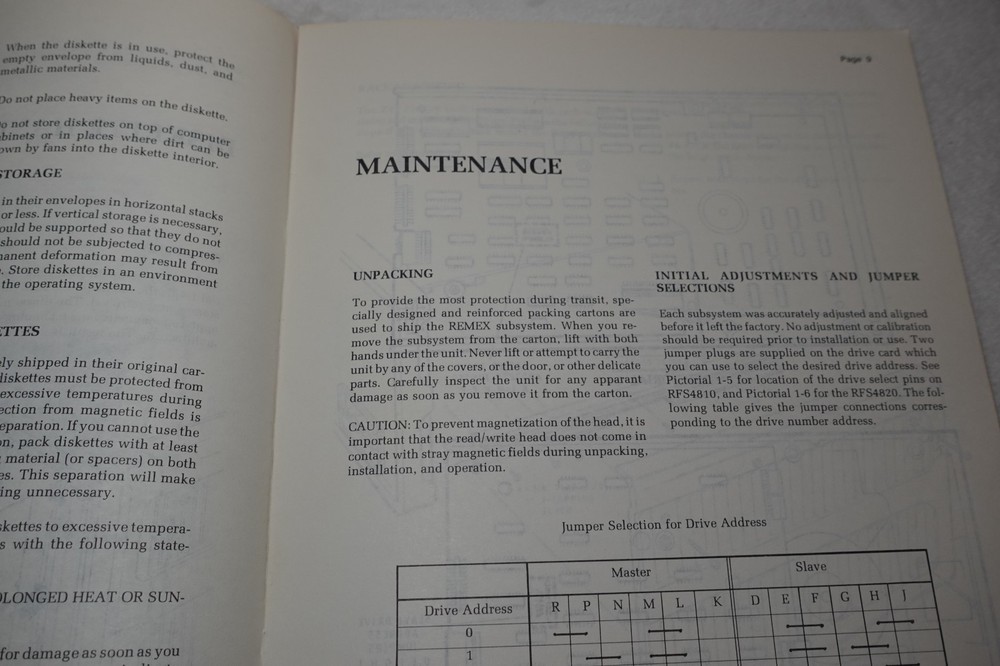 When the diskette is in use, protect the
empty envelope from liquids, dust, and
metallic materials.
Do not place heavy items on the diskette.
o not store diskettes on top of computer
binets or in places where dirt can be
own by fans into the diskette interior.
STORAGE
in their envelopes in horizontal stacks
or less. If vertical storage is necessary,
ould be supported so that they do not
should not be subjected to compres-
anent deformation may result from
. Store diskettes in an environment
the operating system.
ETTES
ly shipped in their original car-
diskettes must be protected from
excessive temperatures during
ection from magnetic fields is
eparation. If you cannot use the
on, pack diskettes with at least
material (or spacers) on both
es. This separation will make
ing unnecessary.
skettes to excessive tempera-
s with the following state-
OLONGED HEAT OR SUN-
for damage as soon as you
Page 9
MAINTENANCE
UNPACKING
To provide the most protection during transit, spe-
cially designed and reinforced packing cartons are
used to ship the REMEX subsystem. When you re-
move the subsystem from the carton, lift with both
hands under the unit. Never lift or attempt to carry the
unit by any of the covers, or the door, or other delicate
parts. Carefully inspect the unit for any apparant
damage as soon as you remove it from the carton.
CAUTION: To prevent magnetization of the head, it is
important that the read/write head does not come in
contact with stray magnetic fields during unpacking,
installation, and operation.
INITIAL ADJUSTMENTS AND JUMPER
SELECTIONS
Each subsystem was accurately adjusted and aligned
before it left the factory. No adjustment or calibration
should be required prior to installation or use. Two
jumper plugs are supplied on the drive card which
you can use to select the desired drive address. See
Pictorial 1-5 for location of the drive select pins on
RFS4810, and Pictorial 1-6 for the RFS4820. The fol-
lowing table gives the jumper connections corres-
ponding to the drive number address.
Jumper Selection for Drive Address
Master Slave
Drive Address R P N M L K D E F G H J
0
1